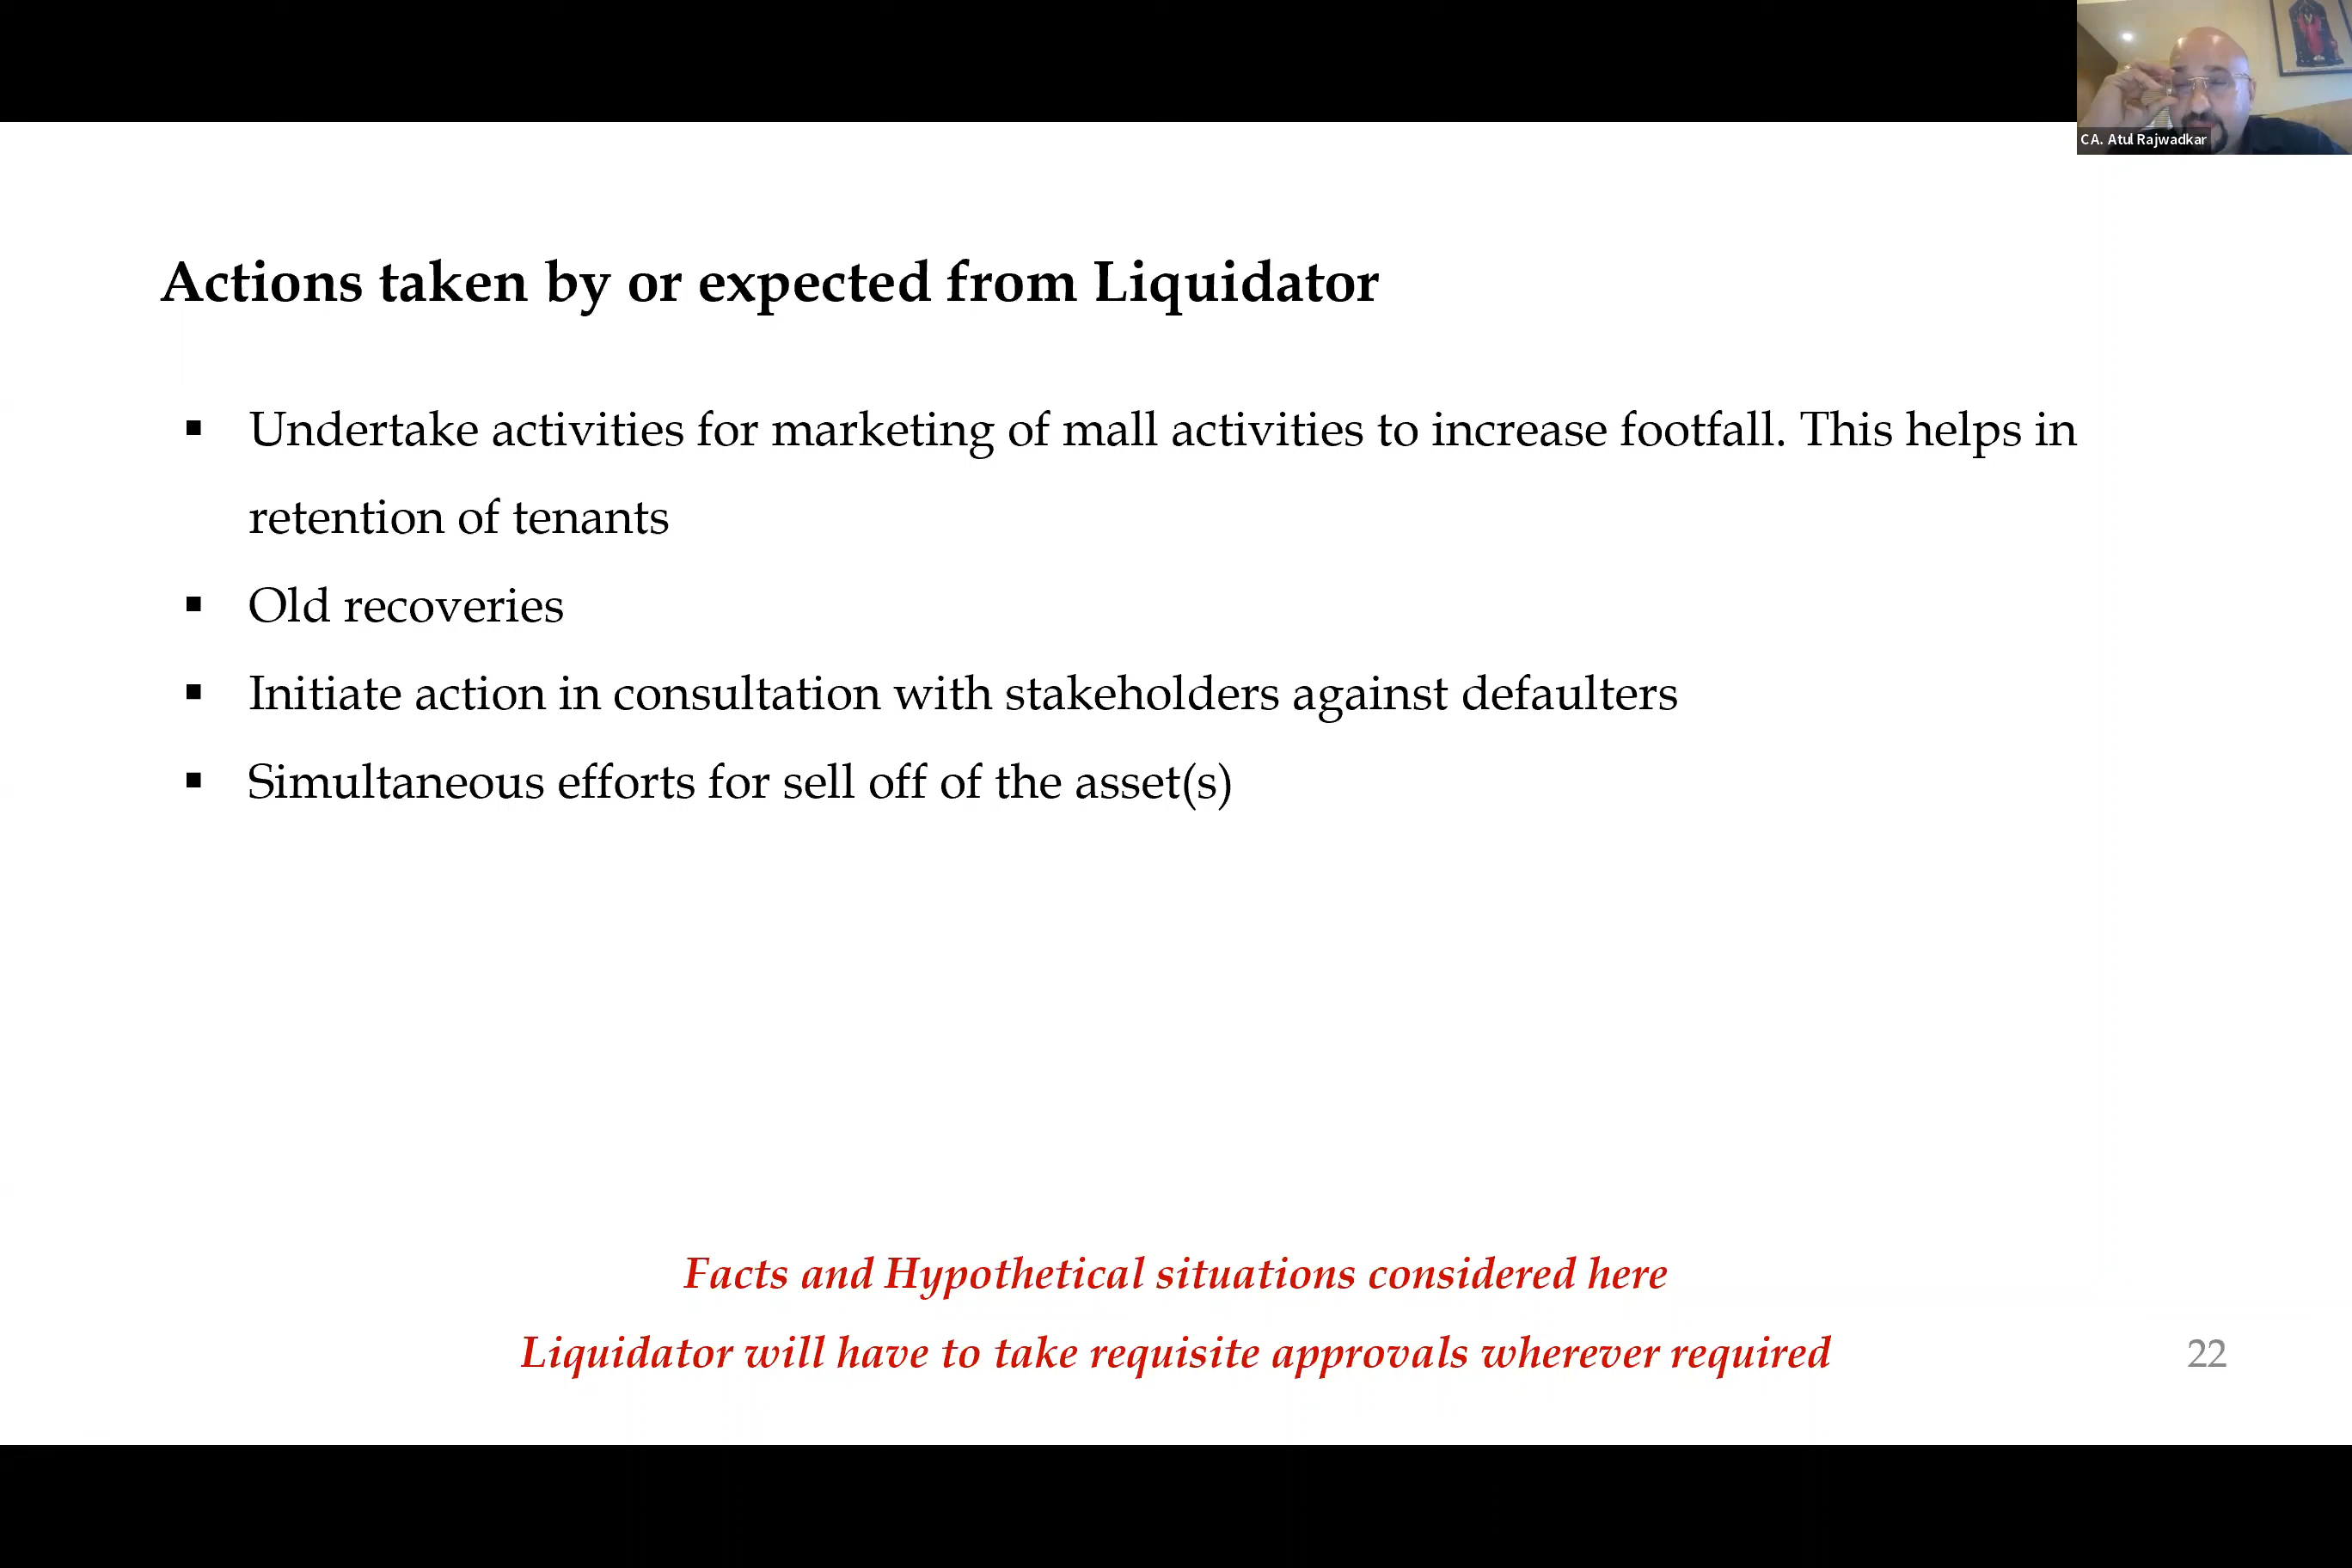 CA. Atul Rajwadkar
Actions taken by or expected from Liquidator
▪ Undertake activities for marketing of mall activities to increase footfall. This helps in
retention of tenants
▪ Old recoveries
▪ Initiate action in consultation with stakeholders against defaulters
▪ Simultaneous efforts for sell off of the asset(s)
Facts and Hypothetical situations considered here
Liquidator will have to take requisite approvals wherever required
22